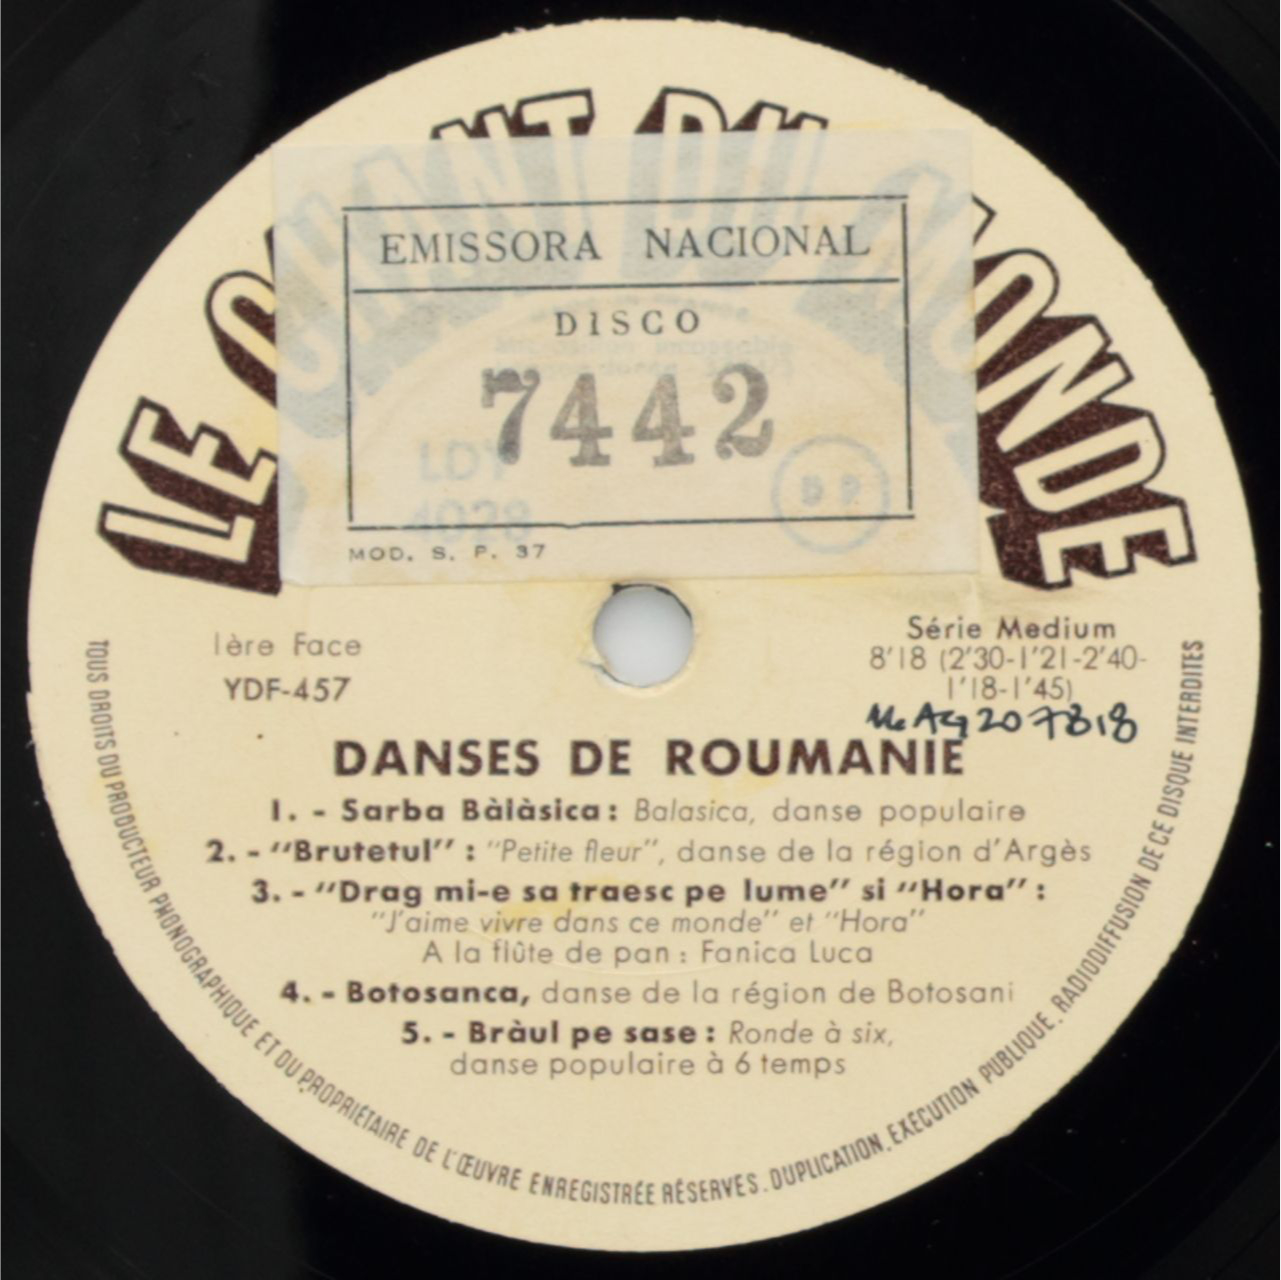 LE CHANT DU MONDE
EMISSORA NACIONAL
DISCO
7442
LDY
4028
BP
MOD. S. P. 37
1ère Face
YDF-457
Série Medium
8'18 (2'30-1'21-2'40-
1'18-1'45)
DANSES DE ROUMANIE
1. - Sarba Bàlàsica : Balasica, danse populaire
2. - "Brutetul" : "Petite fleur", danse de la région d'Argès
3. - "Drag mi-e sa traesc pe lume" si "Hora" :
"J'aime vivre dans ce monde" et "Hora"
A la flûte de pan : Fanica Luca
4. - Botosanca, danse de la région de Botosani
5. - Bràul pe sase : Ronde à six,
danse populaire à 6 temps
TOUS DROITS DU PRODUCTEUR PHONOGRAPHIQUE ET DU PROPRIÉTAIRE DE L'ŒUVRE ENREGISTRÉE RÉSERVES. DUPLICATION. EXÉCUTION PUBLIQUE. RADIODIFFUSION DE CE DISQUE INTERDITES